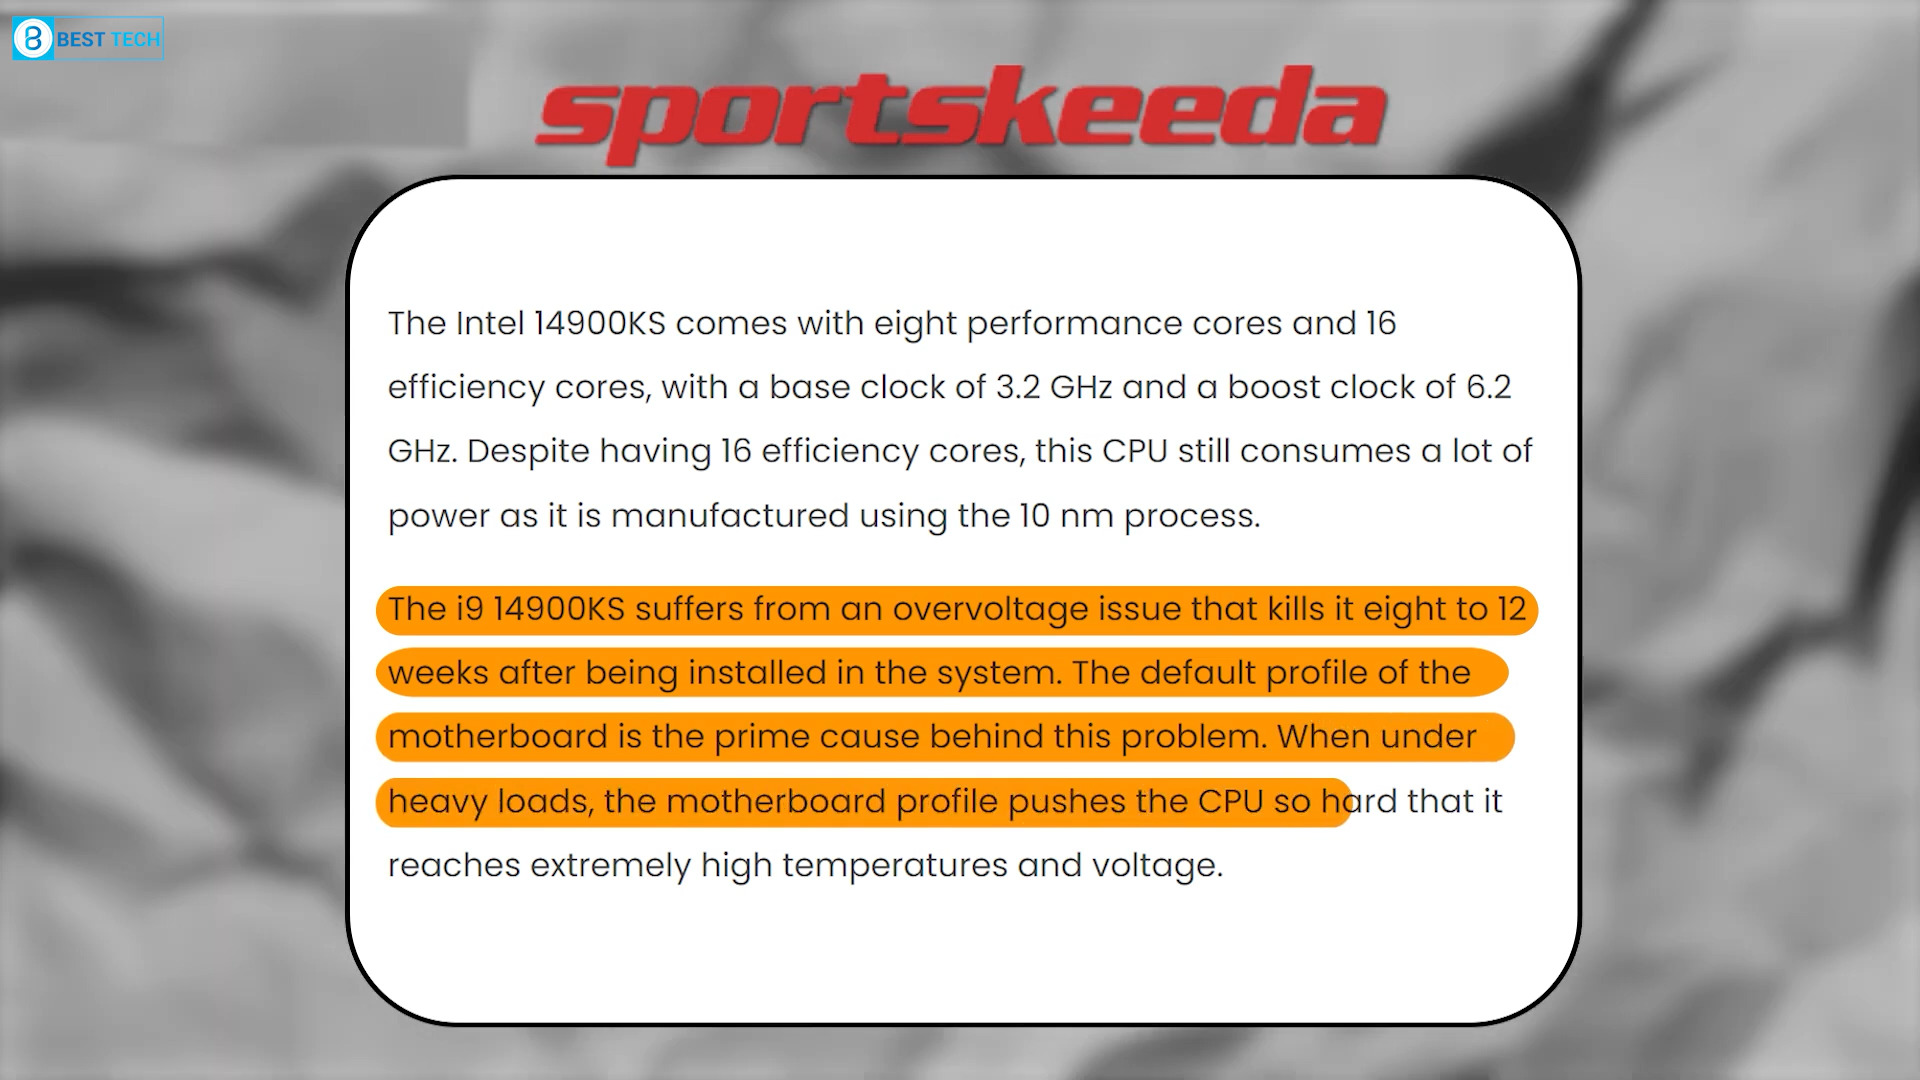 BEST TECH
sportskeeda
The Intel 14900KS comes with eight performance cores and 16
efficiency cores, with a base clock of 3.2 GHz and a boost clock of 6.2
GHz. Despite having 16 efficiency cores, this CPU still consumes a lot of
power as it is manufactured using the 10 nm process.
The i9 14900KS suffers from an overvoltage issue that kills it eight to 12
weeks after being installed in the system. The default profile of the
motherboard is the prime cause behind this problem. When under
heavy loads, the motherboard profile pushes the CPU so hard that it
reaches extremely high temperatures and voltage.